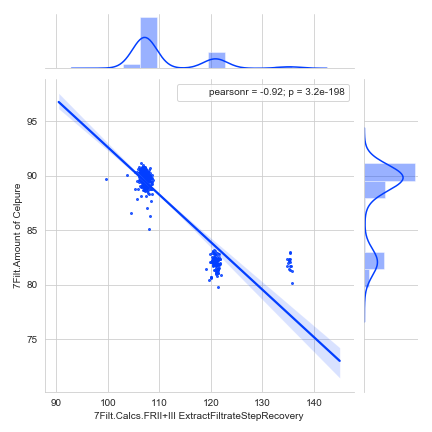 pearsonr = -0.92; p = 3.2e-198
95
90
85
80
75
7Filt.Amount of Celpure
90 100 110 120 130 140
7Filt.Calcs.FRII+III ExtractFiltrateStepRecovery